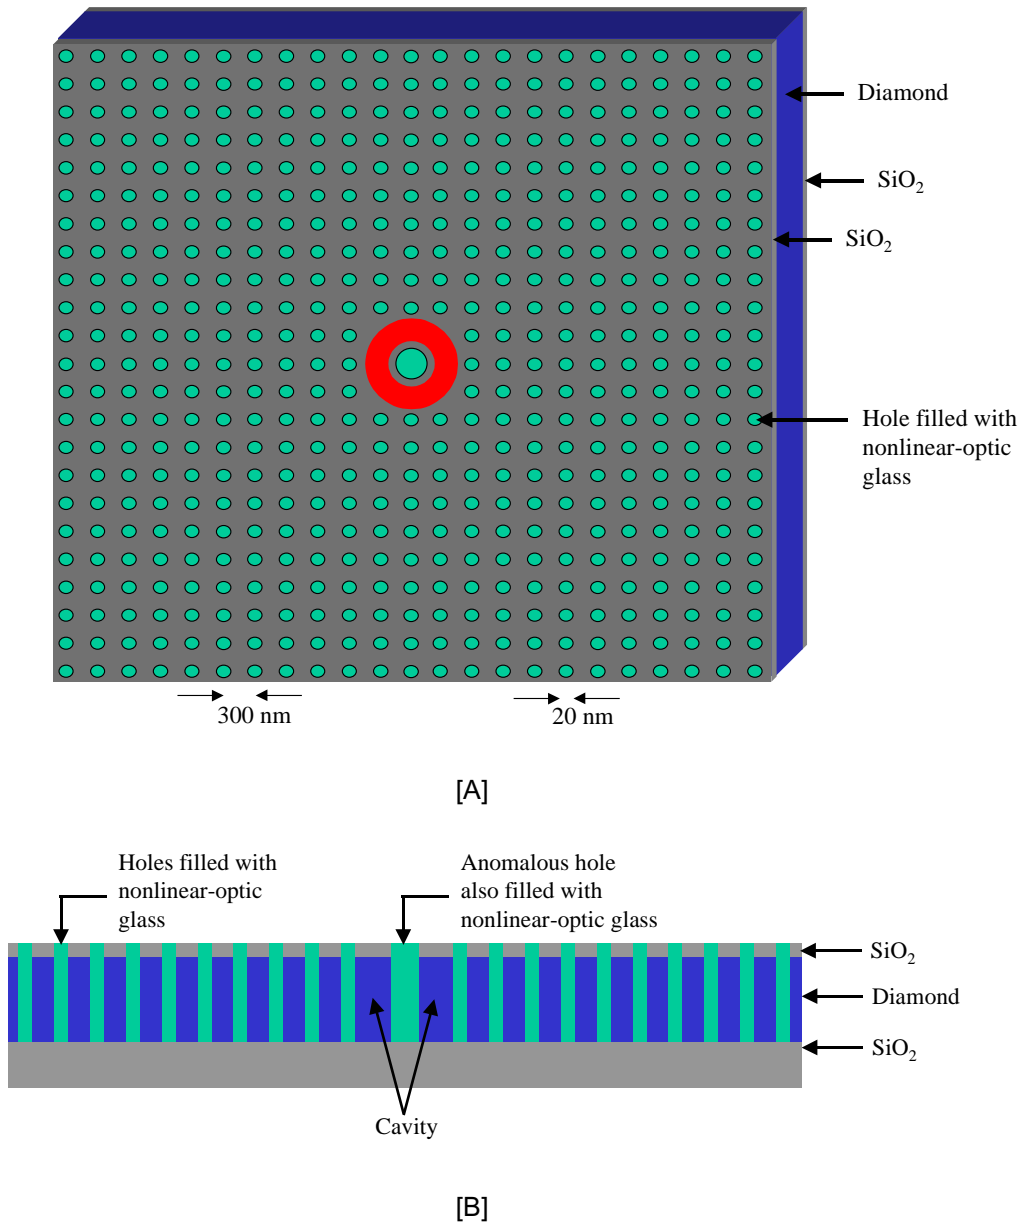 Diamond
SiO₂
SiO₂
Hole filled with
nonlinear-optic
glass
300 nm
20 nm
[A]
Holes filled with
nonlinear-optic
glass
Anomalous hole
also filled with
nonlinear-optic glass
SiO₂
Diamond
SiO₂
Cavity
[B]